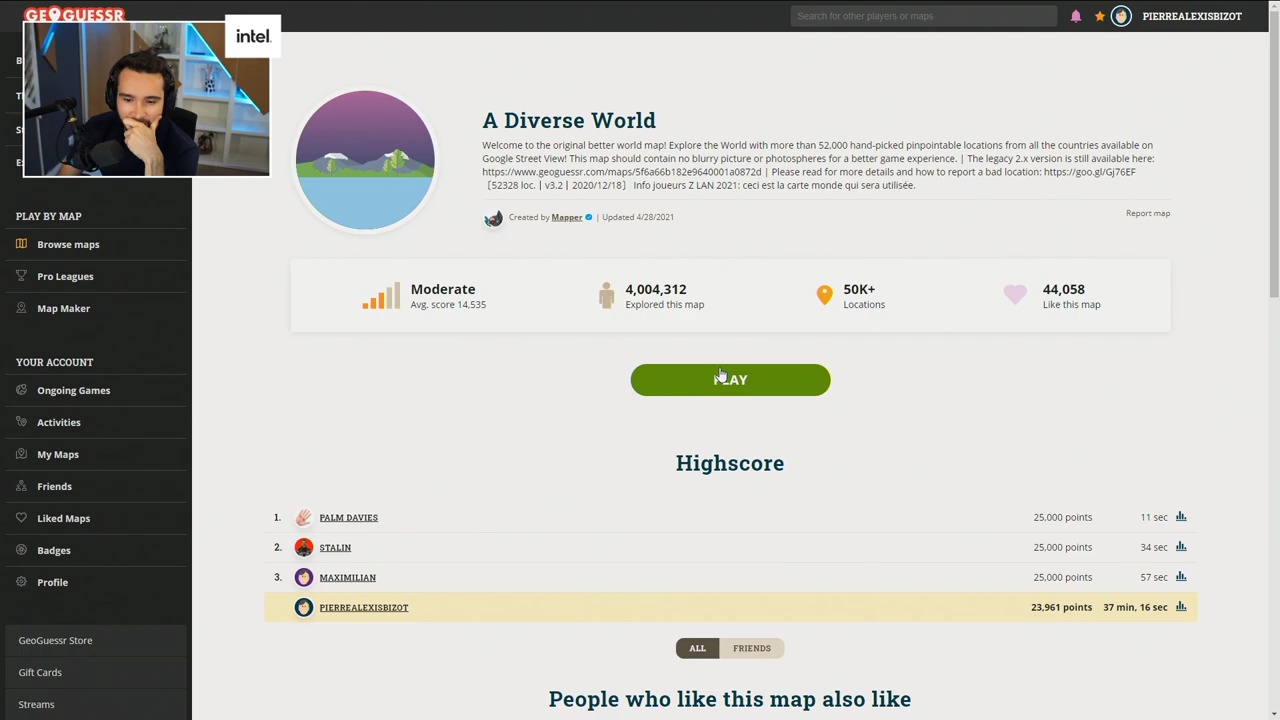 GEOGUESSR
intel.
Search for other players or maps
PIERREALEXISBIZOT
PLAY BY MAP
Browse maps
Pro Leagues
Map Maker
YOUR ACCOUNT
Ongoing Games
Activities
My Maps
Friends
Liked Maps
Badges
Profile
GeoGuessr Store
Gift Cards
Streams
A Diverse World
Welcome to the original better world map! Explore the World with more than 52,000 hand-picked pinpointable locations from all the countries available on
Google Street View! This map should contain no blurry picture or photospheres for a better game experience. | The legacy 2.x version is still available here:
https://www.geoguessr.com/maps/5f6a66b182e9640001a0872d | Please read for more details and how to report a bad location: https://goo.gl/Gj76EF
[52328 loc. | v3.2 | 2020/12/18] Info joueurs Z LAN 2021: ceci est la carte monde qui sera utilisée.
Created by Mapper | Updated 4/28/2021
Report map
Moderate
Avg. score 14,535
4,004,312
Explored this map
50K+
Locations
44,058
Like this map
PLAY
Highscore
1. PALM DAVIES 25,000 points 11 sec
2. STALIN 25,000 points 34 sec
3. MAXIMILIAN 25,000 points 57 sec
PIERREALEXISBIZOT 23,961 points 37 min, 16 sec
ALL FRIENDS
People who like this map also like